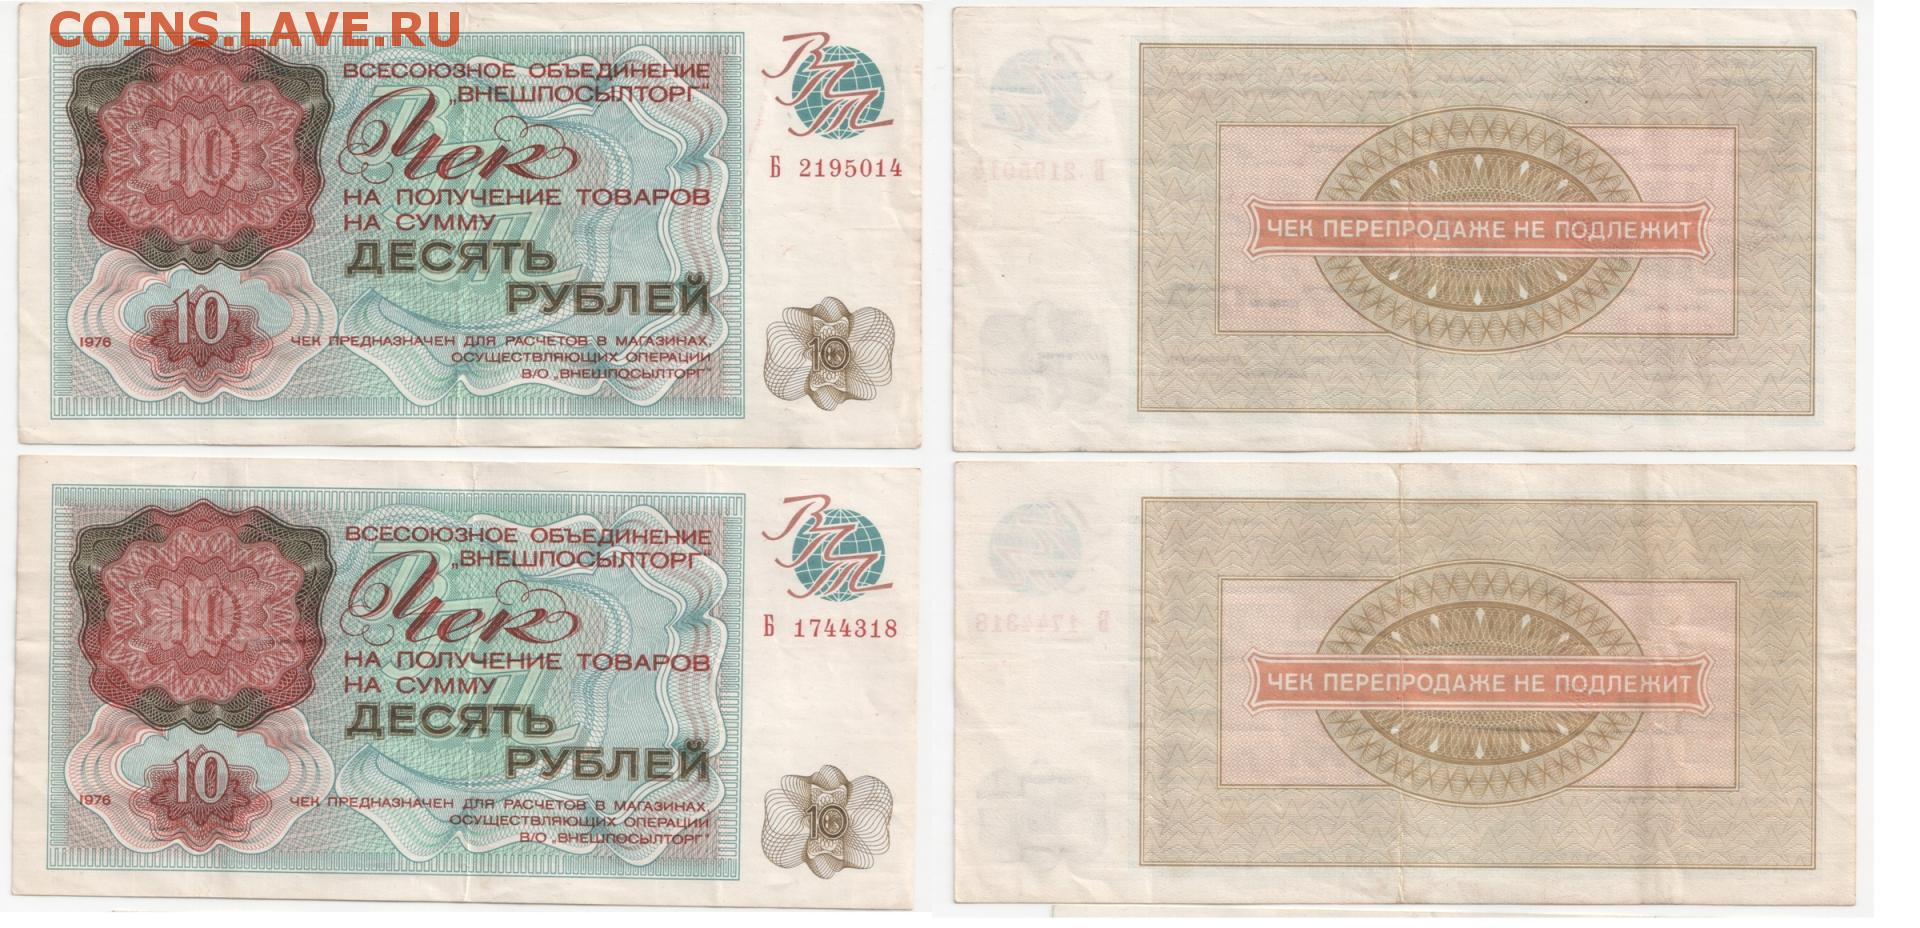 COINS.LAVE.RU
10
ВСЕСОЮЗНОЕ ОБЪЕДИНЕНИЕ
„ВНЕШПОСЫЛТОРГ“
Чек
НА ПОЛУЧЕНИЕ ТОВАРОВ
НА СУММУ
ДЕСЯТЬ
РУБЛЕЙ
10
1976
ЧЕК ПРЕДНАЗНАЧЕН ДЛЯ РАСЧЕТОВ В МАГАЗИНАХ,
ОСУЩЕСТВЛЯЮЩИХ ОПЕРАЦИИ
В/О „ВНЕШПОСЫЛТОРГ“
ВПТ
Б 2195014
10
ЧЕК ПЕРЕПРОДАЖЕ НЕ ПОДЛЕЖИТ
10
ВСЕСОЮЗНОЕ ОБЪЕДИНЕНИЕ
„ВНЕШПОСЫЛТОРГ“
Чек
НА ПОЛУЧЕНИЕ ТОВАРОВ
НА СУММУ
ДЕСЯТЬ
РУБЛЕЙ
10
1976
ЧЕК ПРЕДНАЗНАЧЕН ДЛЯ РАСЧЕТОВ В МАГАЗИНАХ,
ОСУЩЕСТВЛЯЮЩИХ ОПЕРАЦИИ
В/О „ВНЕШПОСЫЛТОРГ“
ВПТ
Б 1744318
10
ЧЕК ПЕРЕПРОДАЖЕ НЕ ПОДЛЕЖИТ